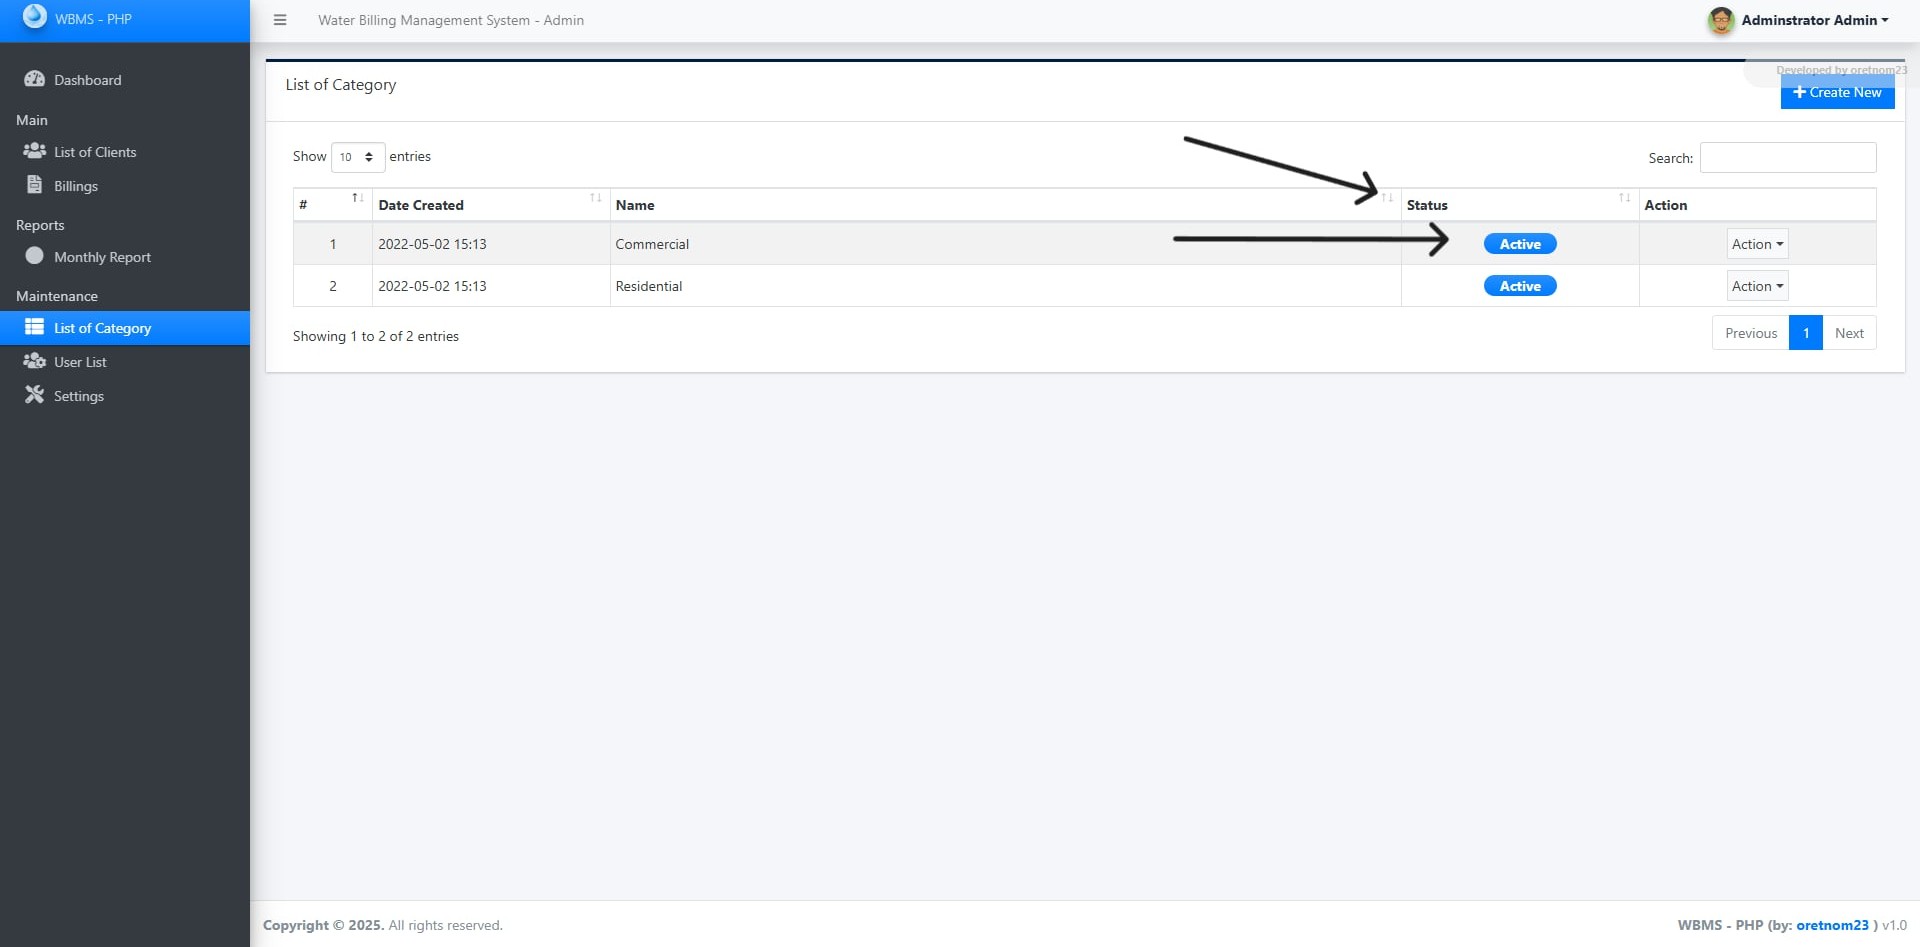 WBMS - PHP
Water Billing Management System - Admin
Adminstrator Admin
Dashboard
Main
List of Clients
Billings
Reports
Monthly Report
Maintenance
List of Category
User List
Settings
List of Category
Developed by oretnom23
Create New
Show 10 entries
Search:
# Date Created Name Status Action
1 2022-05-02 15:13 Commercial Active Action
2 2022-05-02 15:13 Residential Active Action
Showing 1 to 2 of 2 entries
Previous 1 Next
Copyright © 2025. All rights reserved.
WBMS - PHP (by: oretnom23 ) v1.0